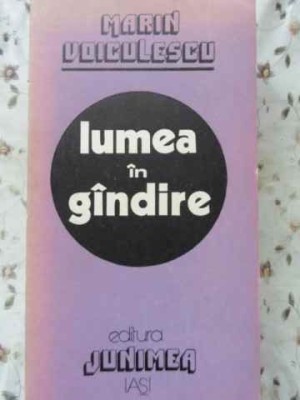 MARIN
VOICULESCU
lumea
în
gîndire
editura
JUNIMEA
IAȘI